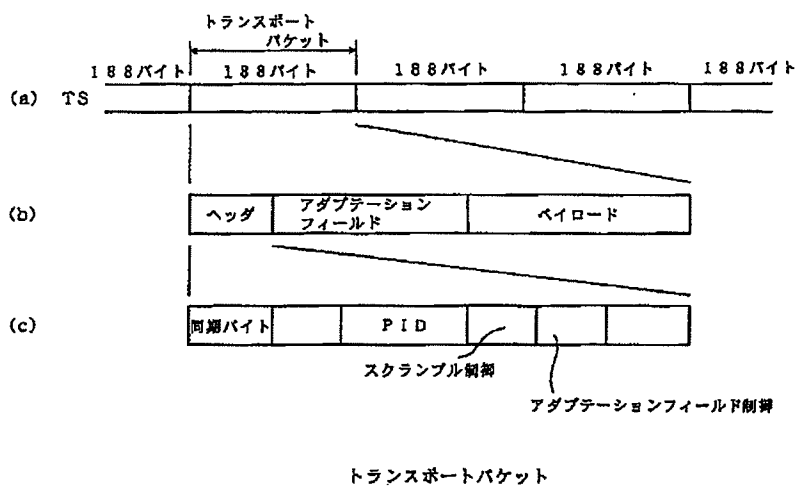 トランスポート
パケット
188バイト 188バイト 188バイト 188バイト 188バイト
(a) TS
(b) ヘッダ アダプテーション
フィールド ペイロード
(c) 同期バイト PID
スクランブル制御
アダプテーションフィールド制御
トランスポートパケット